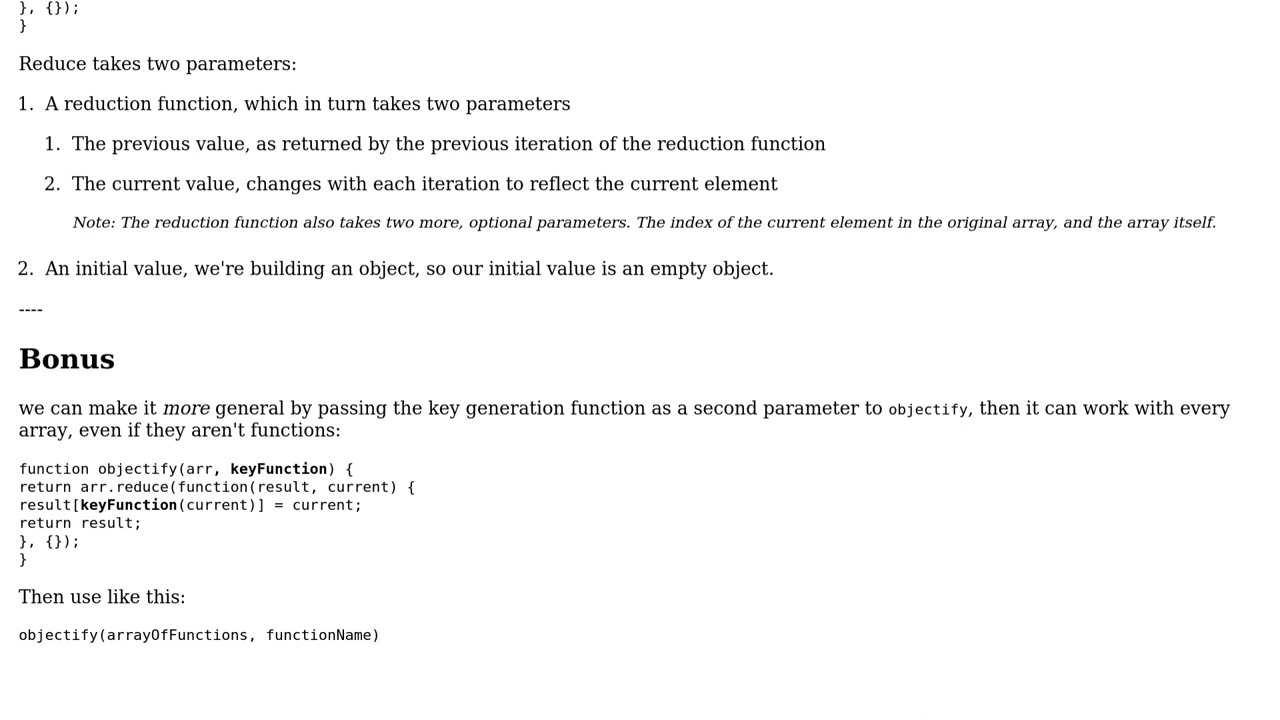 }, {});
}
Reduce takes two parameters:
1. A reduction function, which in turn takes two parameters
1. The previous value, as returned by the previous iteration of the reduction function
2. The current value, changes with each iteration to reflect the current element
Note: The reduction function also takes two more, optional parameters. The index of the current element in the original array, and the array itself.
2. An initial value, we're building an object, so our initial value is an empty object.
----
Bonus
we can make it more general by passing the key generation function as a second parameter to objectify, then it can work with every
array, even if they aren't functions:
function objectify(arr, keyFunction) {
return arr.reduce(function(result, current) {
result[keyFunction(current)] = current;
return result;
}, {});
}
Then use like this:
objectify(arrayOfFunctions, functionName)